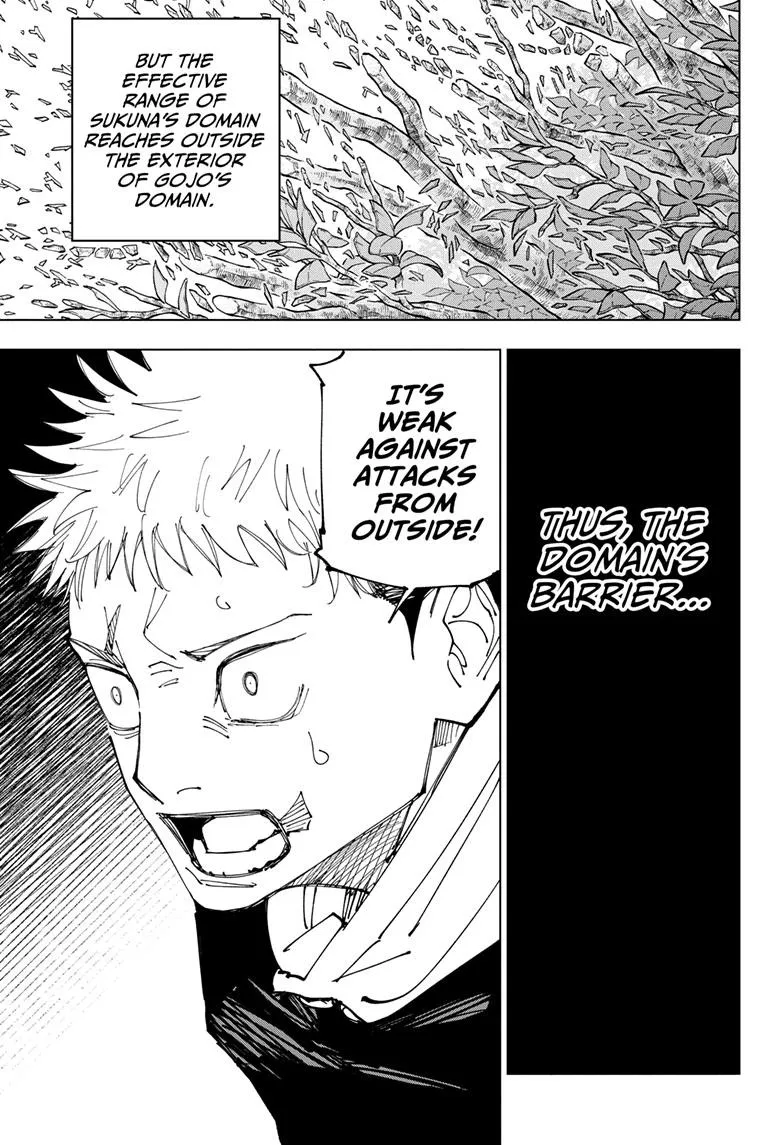 BUT THE
EFFECTIVE
RANGE OF
SUKUNA'S DOMAIN
REACHES OUTSIDE
THE EXTERIOR
OF GOJO'S
DOMAIN.
THUS, THE
DOMAIN'S
BARRIER...
IT'S
WEAK
AGAINST
ATTACKS
FROM
OUTSIDE!